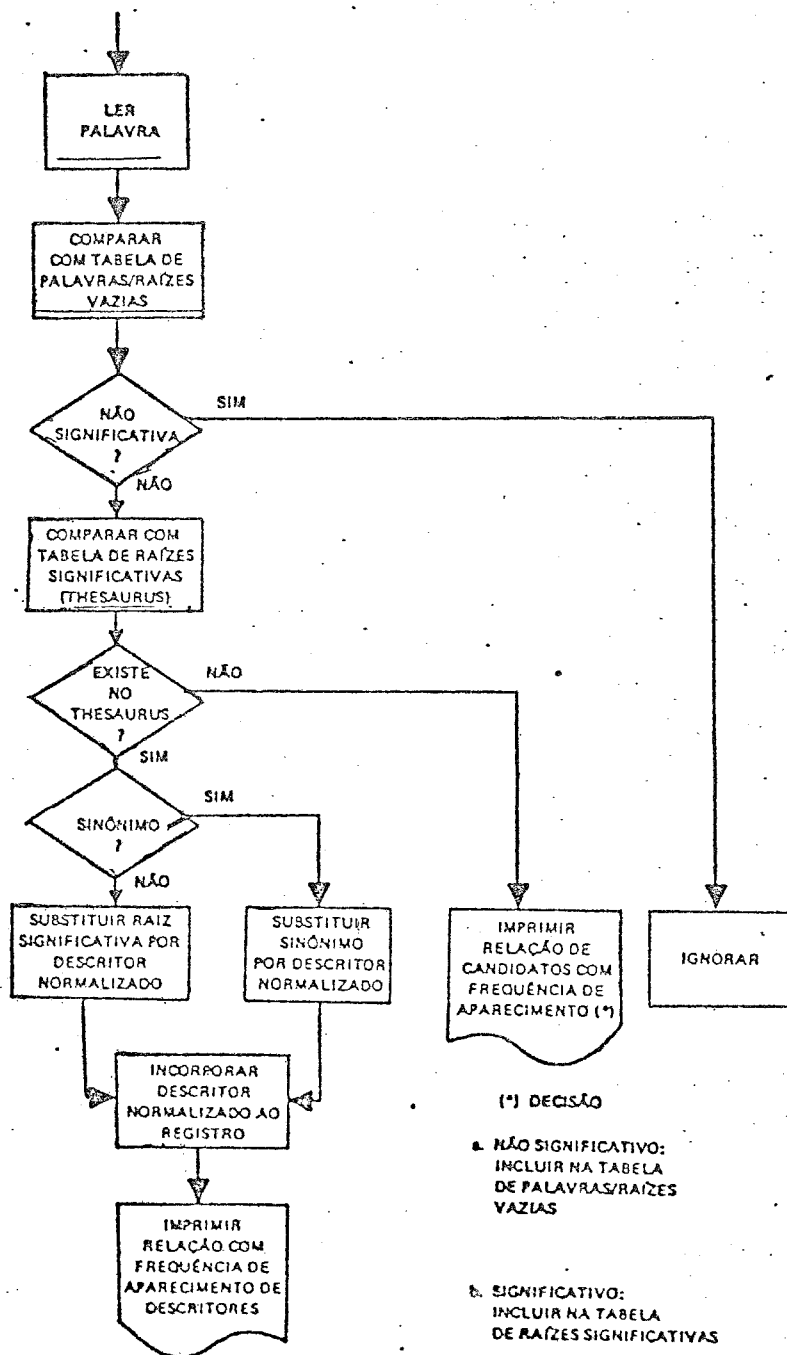 LER
PALAVRA
COMPARAR
COM TABELA DE
PALAVRAS/RAÍZES
VAZIAS
NÃO
SIGNIFICATIVA
?
SIM
NÃO
COMPARAR COM
TABELA DE RAÍZES
SIGNIFICATIVAS
(THESAURUS)
EXISTE
NO
THESAURUS
?
NÃO
SIM
SINÔNIMO
?
SIM
NÃO
SUBSTITUIR RAIZ
SIGNIFICATIVA POR
DESCRITOR
NORMALIZADO
SUBSTITUIR
SINÔNIMO
POR DESCRITOR
NORMALIZADO
IMPRIMIR
RELAÇÃO DE
CANDIDATOS COM
FREQUÊNCIA DE
APARECIMENTO (*)
IGNORAR
INCORPORAR
DESCRITOR
NORMALIZADO AO
REGISTRO
IMPRIMIR
RELAÇÃO COM
FREQUÊNCIA DE
APARECIMENTO DE
DESCRITORES
(*) DECISÃO
a. NÃO SIGNIFICATIVO:
INCLUIR NA TABELA
DE PALAVRAS/RAÍZES
VAZIAS
b. SIGNIFICATIVO:
INCLUIR NA TABELA
DE RAÍZES SIGNIFICATIVAS